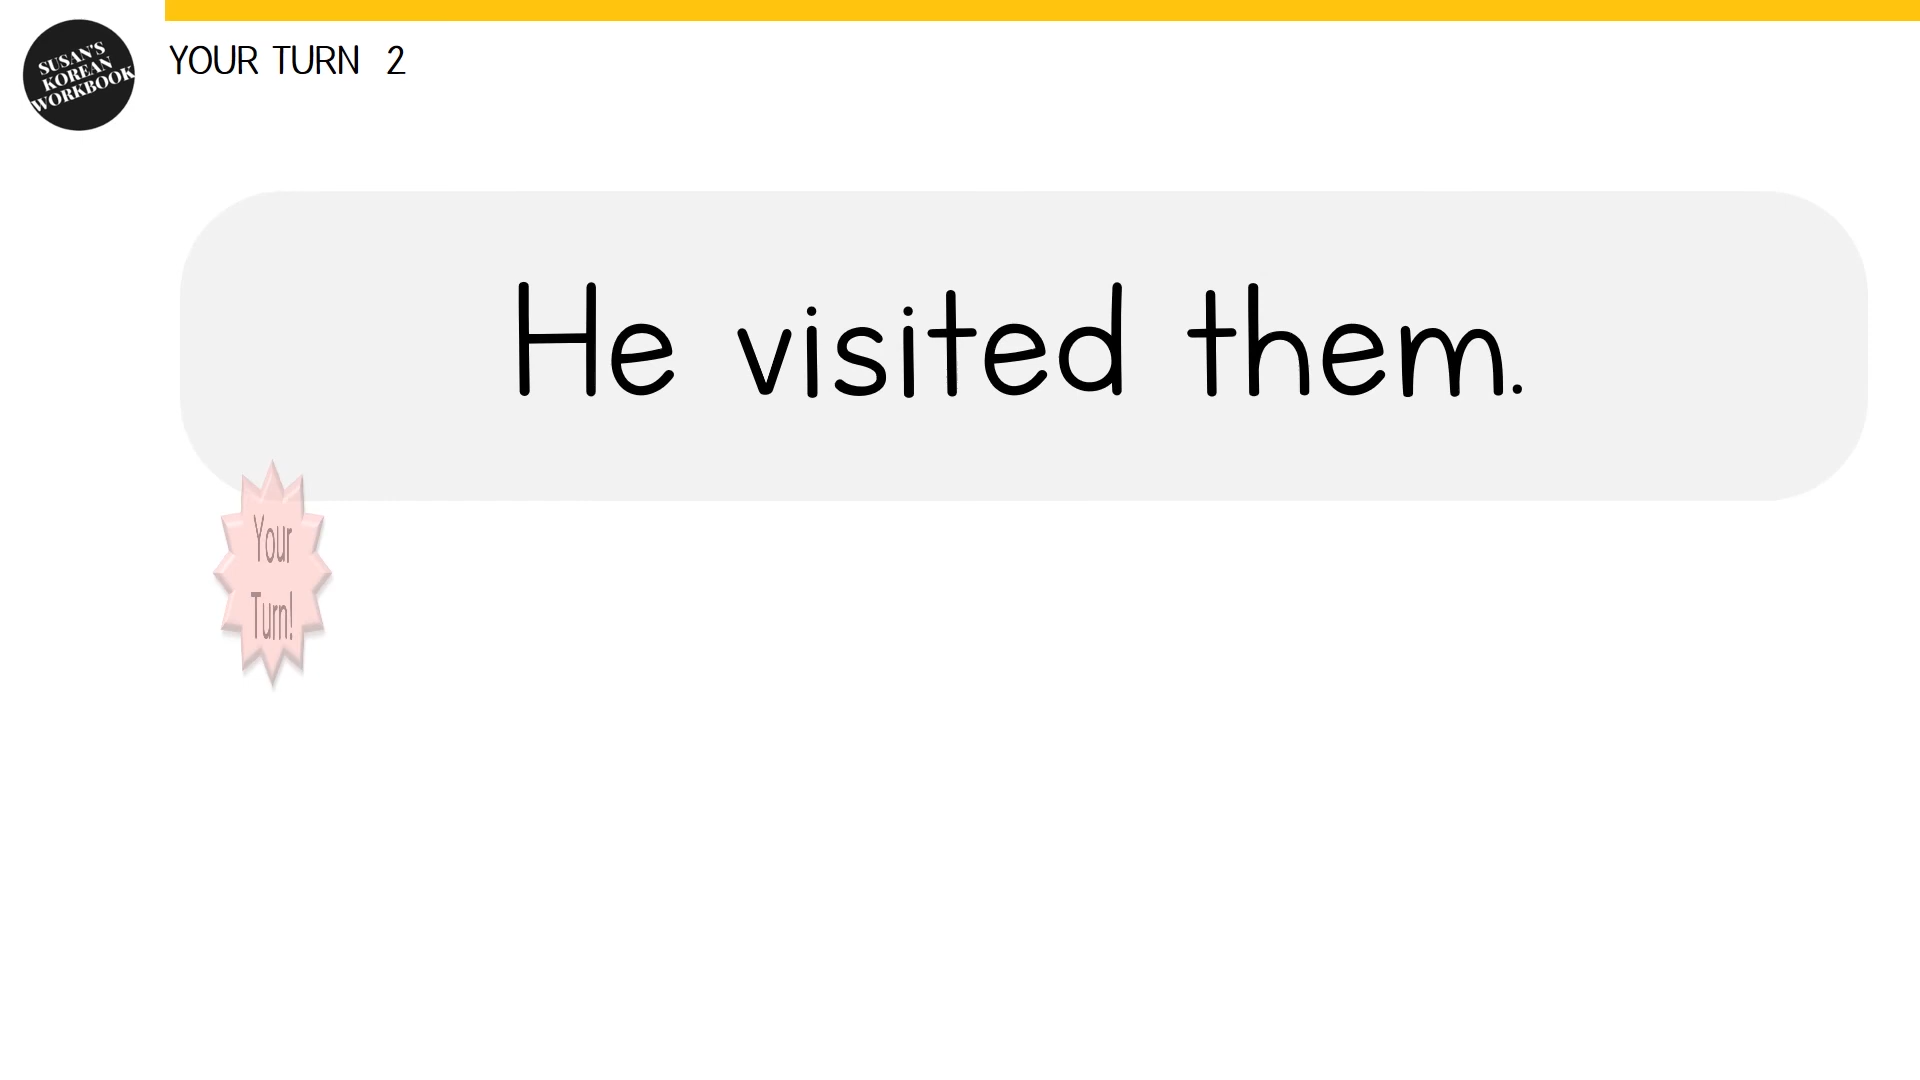 SUSAN'S
KOREAN
WORKBOOK
YOUR TURN 2
He visited them.
Your
Turn!